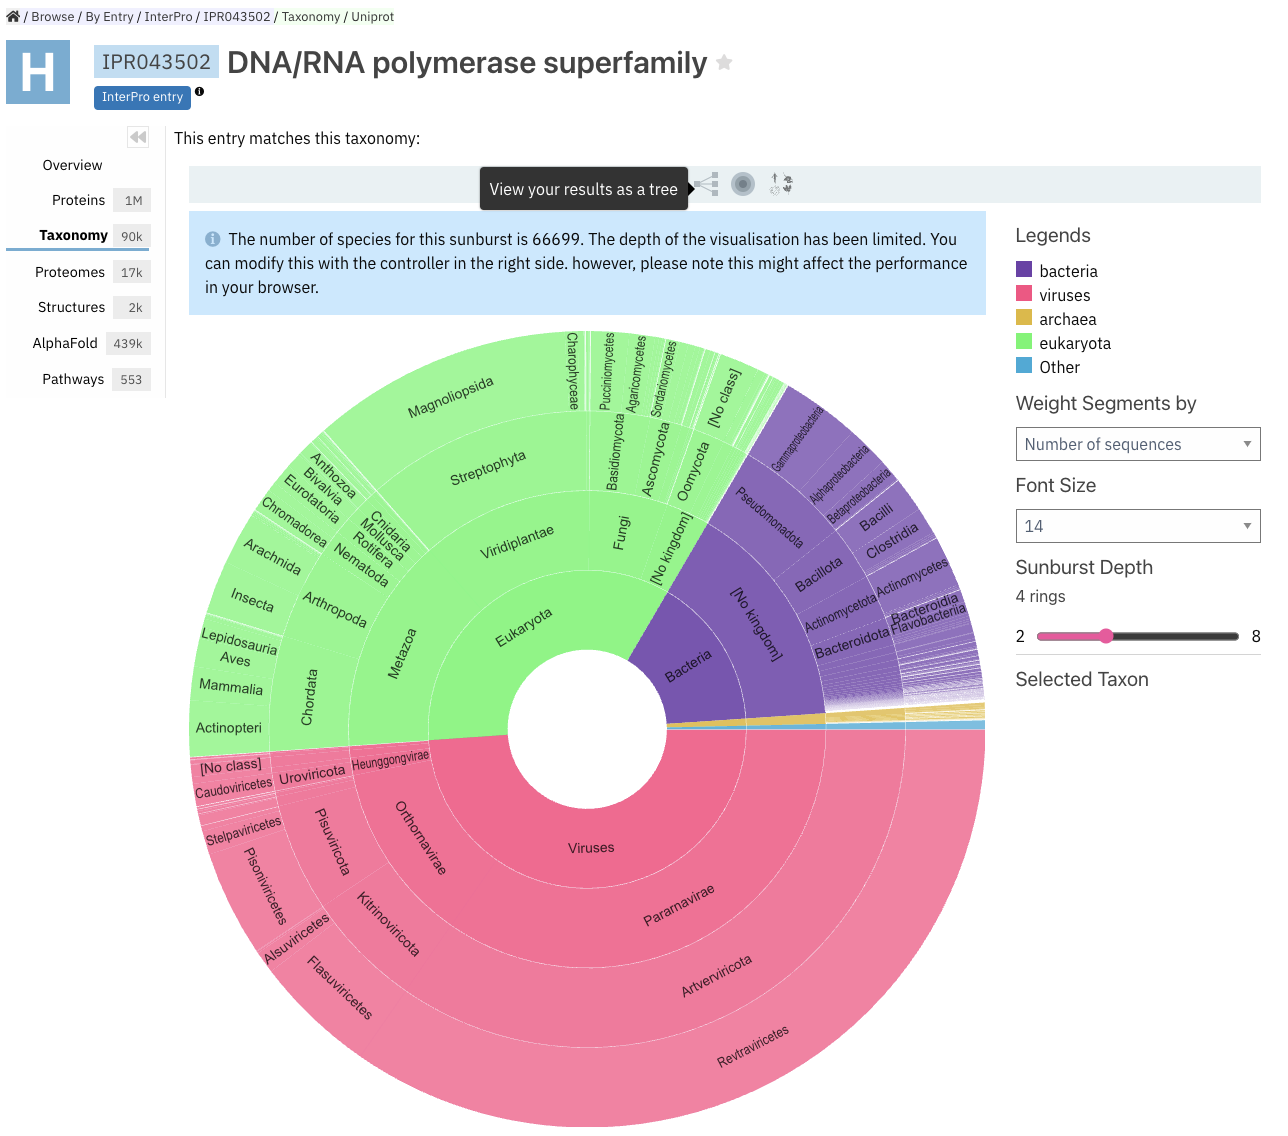 / Browse / By Entry / InterPro / IPR043502 / Taxonomy / Uniprot
H
IPR043502 DNA/RNA polymerase superfamily
InterPro entry
Overview
Proteins 1M
Taxonomy 90k
Proteomes 17k
Structures 2k
AlphaFold 439k
Pathways 553
This entry matches this taxonomy:
View your results as a tree
The number of species for this sunburst is 66699. The depth of the visualisation has been limited. You
can modify this with the controller in the right side. however, please note this might affect the performance
in your browser.
Charophyceae
Pucciniomycetes
Agaricomycetes
Sordariomycetes
[No class]
Magnoliopsida
Gammaproteobacteria
Alphaproteobacteria
Betaproteobacteria
Bacilli
Clostridia
Actinomycetes
Bacteroidia
Flavobacteriia
Anthozoa
Bivalvia
Eurotatoria
Chromadorea
Arachnida
Insecta
Lepidosauria
Aves
Mammalia
Actinopteri
Streptophyta
Basidiomycota
Ascomycota
Oomycota
Pseudomonadota
Bacillota
Actinomycetota
Bacteroidota
Cnidaria
Mollusca
Rotifera
Nematoda
Arthropoda
Chordata
Viridiplantae
Fungi
[No kingdom]
[No kingdom]
Metazoa
Eukaryota
Bacteria
[No class]
Caudoviricetes
Uroviricota
Heunggongvirae
Stelpaviricetes
Pisoniviricetes
Pisuviricota
Orthornavirae
Viruses
Alsuviricetes
Flasuviricetes
Kitrinoviricota
Pararnavirae
Artverviricota
Revtraviricetes
Legends
bacteria
viruses
archaea
eukaryota
Other
Weight Segments by
Number of sequences
Font Size
14
Sunburst Depth
4 rings
2 8
Selected Taxon